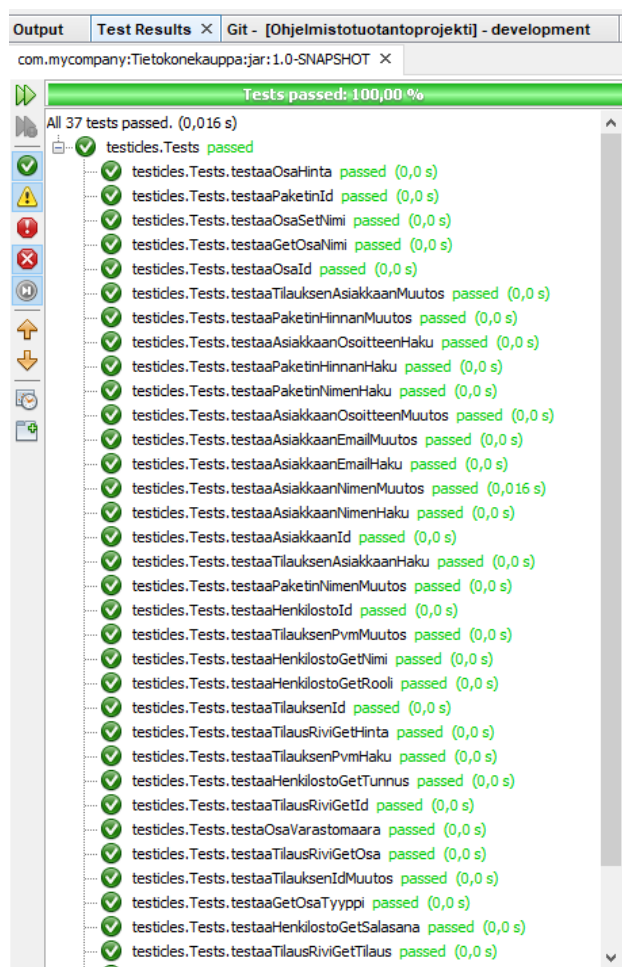 Output
Test Results ×
Git - [Ohjelmistotuotantoprojekti] - development
com.mycompany:Tietokonekauppa:jar:1.0-SNAPSHOT ×
Tests passed: 100,00 %
All 37 tests passed. (0,016 s)
testicles.Tests passed
testicles.Tests.testaaOsaHinta passed (0,0 s)
testicles.Tests.testaaPaketinId passed (0,0 s)
testicles.Tests.testaaOsaSetNimi passed (0,0 s)
testicles.Tests.testaaGetOsaNimi passed (0,0 s)
testicles.Tests.testaaOsaId passed (0,0 s)
testicles.Tests.testaaTilauksenAsiakkaanMuutos passed (0,0 s)
testicles.Tests.testaaPaketinHinnanMuutos passed (0,0 s)
testicles.Tests.testaaAsiakkaanOsoitteenHaku passed (0,0 s)
testicles.Tests.testaaPaketinHinnanHaku passed (0,0 s)
testicles.Tests.testaaPaketinNimenHaku passed (0,0 s)
testicles.Tests.testaaAsiakkaanOsoitteenMuutos passed (0,0 s)
testicles.Tests.testaaAsiakkaanEmailMuutos passed (0,0 s)
testicles.Tests.testaaAsiakkaanEmailHaku passed (0,0 s)
testicles.Tests.testaaAsiakkaanNimenMuutos passed (0,016 s)
testicles.Tests.testaaAsiakkaanNimenHaku passed (0,0 s)
testicles.Tests.testaaAsiakkaanId passed (0,0 s)
testicles.Tests.testaaTilauksenAsiakkaanHaku passed (0,0 s)
testicles.Tests.testaaPaketinNimenMuutos passed (0,0 s)
testicles.Tests.testaaHenkilostoId passed (0,0 s)
testicles.Tests.testaaTilauksenPvmMuutos passed (0,0 s)
testicles.Tests.testaaHenkilostoGetNimi passed (0,0 s)
testicles.Tests.testaaHenkilostoGetRooli passed (0,0 s)
testicles.Tests.testaaTilauksenId passed (0,0 s)
testicles.Tests.testaaTilausRiviGetHinta passed (0,0 s)
testicles.Tests.testaaTilauksenPvmHaku passed (0,0 s)
testicles.Tests.testaaHenkilostoGetTunnus passed (0,0 s)
testicles.Tests.testaaTilausRiviGetId passed (0,0 s)
testicles.Tests.testaOsaVarastomaara passed (0,0 s)
testicles.Tests.testaaTilausRiviGetOsa passed (0,0 s)
testicles.Tests.testaaTilauksenIdMuutos passed (0,0 s)
testicles.Tests.testaaGetOsaTyyppi passed (0,0 s)
testicles.Tests.testaaHenkilostoGetSalasana passed (0,0 s)
testicles.Tests.testaaTilausRiviGetTilaus passed (0,0 s)